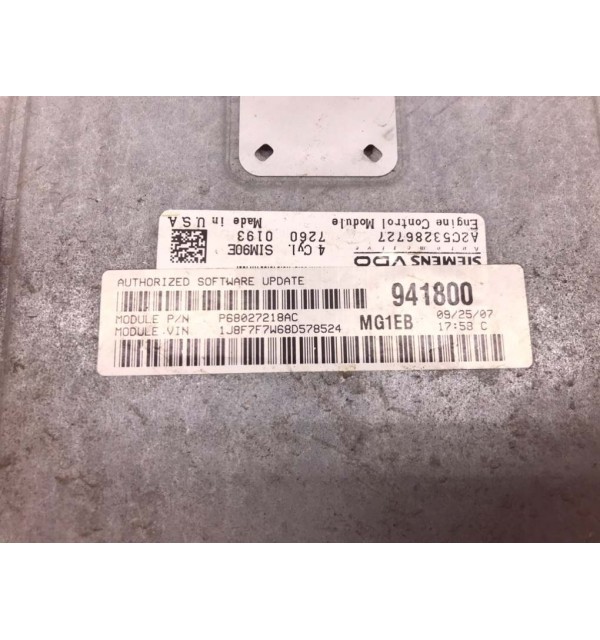 SIEMENS VDO
Automotive
A2C53286727
Engine Control Module
4 Cyl. SIM90E
7260 0193
Made in U S A
AUTHORIZED SOFTWARE UPDATE
941800
MODULE P/N P68027218AC
MODULE VIN 1J8F7F7W68D578524
MG1EB
09/25/07
17:58 C